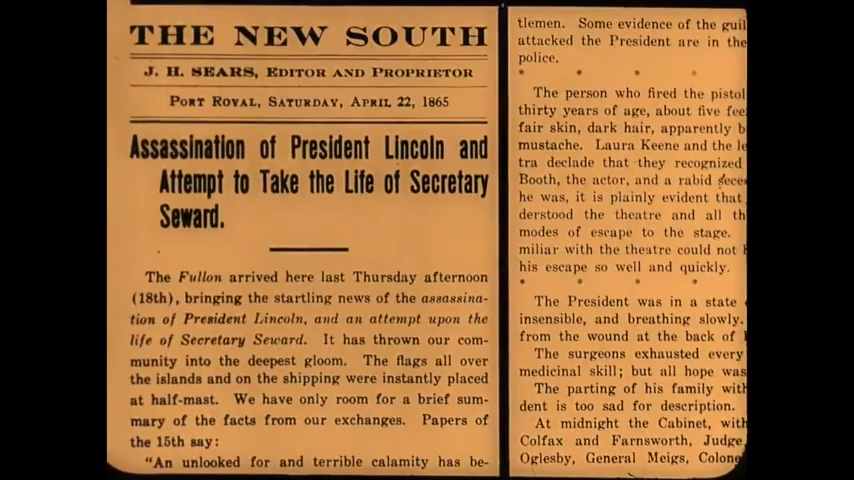 THE NEW SOUTH
J. H. SEARS, EDITOR AND PROPRIETOR
PORT ROYAL, SATURDAY, APRIL 22, 1865
Assassination of President Lincoln and
Attempt to Take the Life of Secretary
Seward.
The Fullon arrived here last Thursday afternoon
(18th), bringing the startling news of the assassina-
tion of President Lincoln, and an attempt upon the
life of Secretary Seward. It has thrown our com-
munity into the deepest gloom. The flags all over
the islands and on the shipping were instantly placed
at half-mast. We have only room for a brief sum-
mary of the facts from our exchanges. Papers of
the 15th say:
"An unlooked for and terrible calamity has be-
tlemen. Some evidence of the guil
attacked the President are in the
police.
* * * *
The person who fired the pistol
thirty years of age, about five fee
fair skin, dark hair, apparently b
mustache. Laura Keene and the le
tra declade that they recognized
Booth, the actor, and a rabid seces
he was, it is plainly evident that
derstood the theatre and all th
modes of escape to the stage.
miliar with the theatre could not
his escape so well and quickly.
* * * *
The President was in a state
insensible, and breathing slowly.
from the wound at the back of
The surgeons exhausted every
medicinal skill; but all hope was
The parting of his family with
dent is too sad for description.
At midnight the Cabinet, with
Colfax and Farnsworth, Judge
Oglesby, General Meigs, Colone